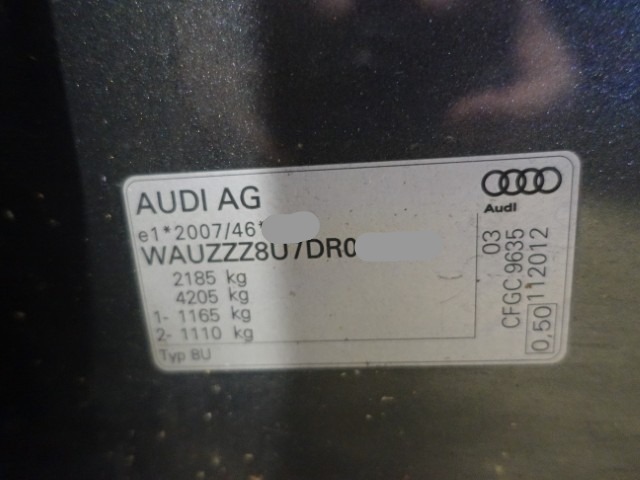 AUDI AG
Audi
e1*2007/46*
WAUZZZ8U7DR0
2185 kg
4205 kg
1- 1165 kg
2- 1110 kg
Typ 8U
03
CFGC 9635
112012
0,50